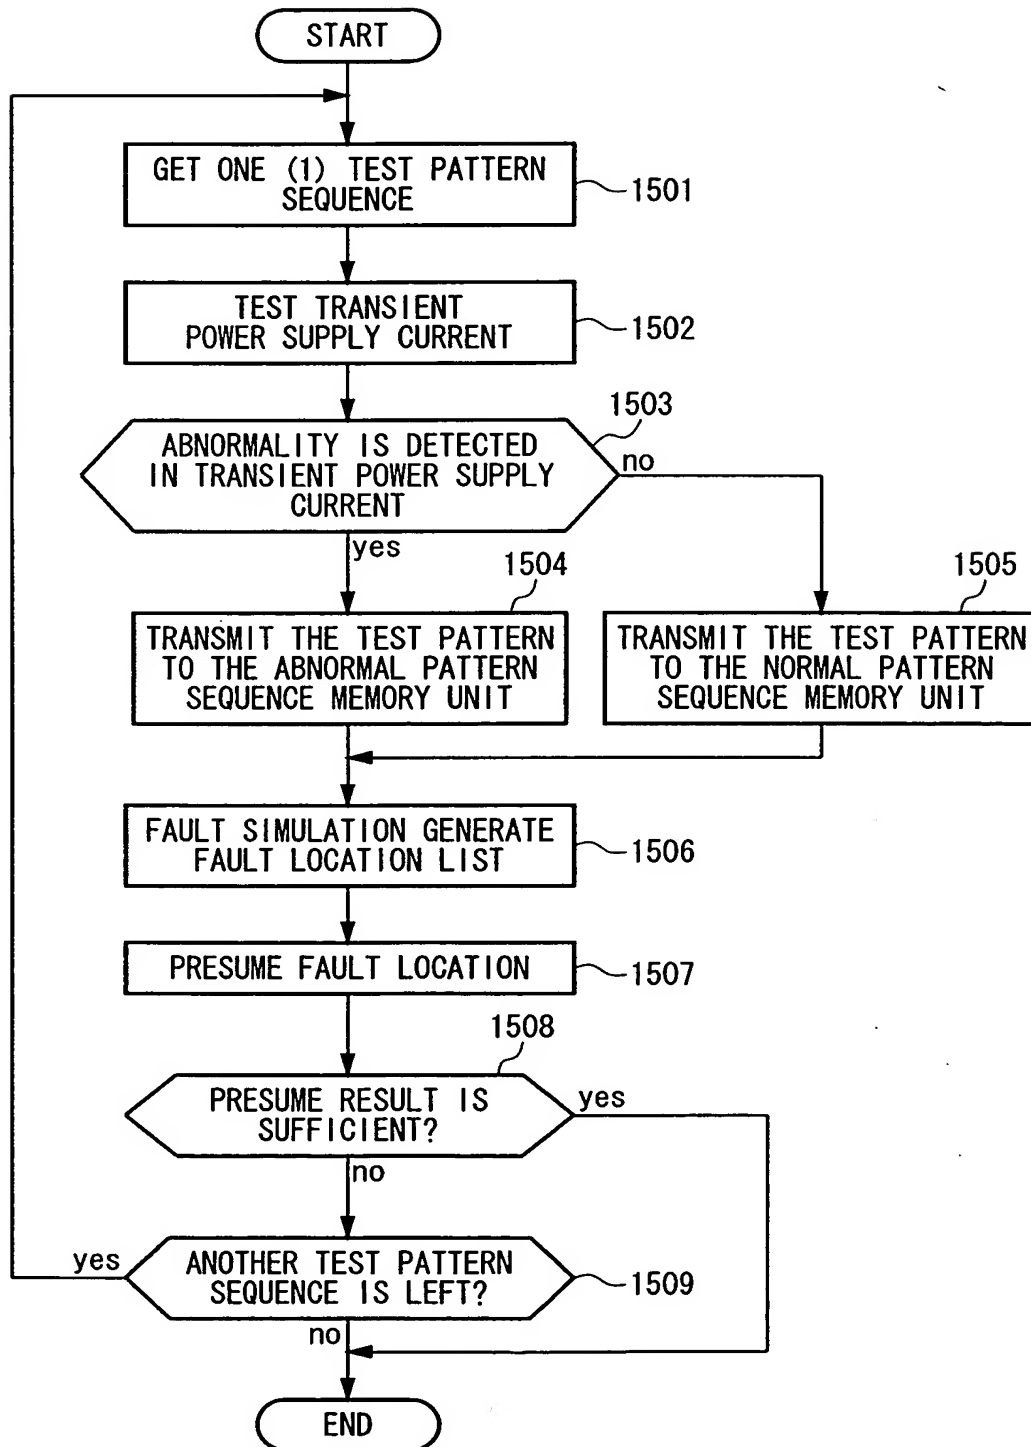 START
GET ONE (1) TEST PATTERN
SEQUENCE
1501
TEST TRANSIENT
POWER SUPPLY CURRENT
1502
1503
ABNORMALITY IS DETECTED
IN TRANSIENT POWER SUPPLY
CURRENT
no
yes
1504
TRANSMIT THE TEST PATTERN
TO THE ABNORMAL PATTERN
SEQUENCE MEMORY UNIT
1505
TRANSMIT THE TEST PATTERN
TO THE NORMAL PATTERN
SEQUENCE MEMORY UNIT
FAULT SIMULATION GENERATE
FAULT LOCATION LIST
1506
PRESUME FAULT LOCATION
1507
1508
PRESUME RESULT IS
SUFFICIENT?
yes
no
yes
ANOTHER TEST PATTERN
SEQUENCE IS LEFT?
1509
no
END